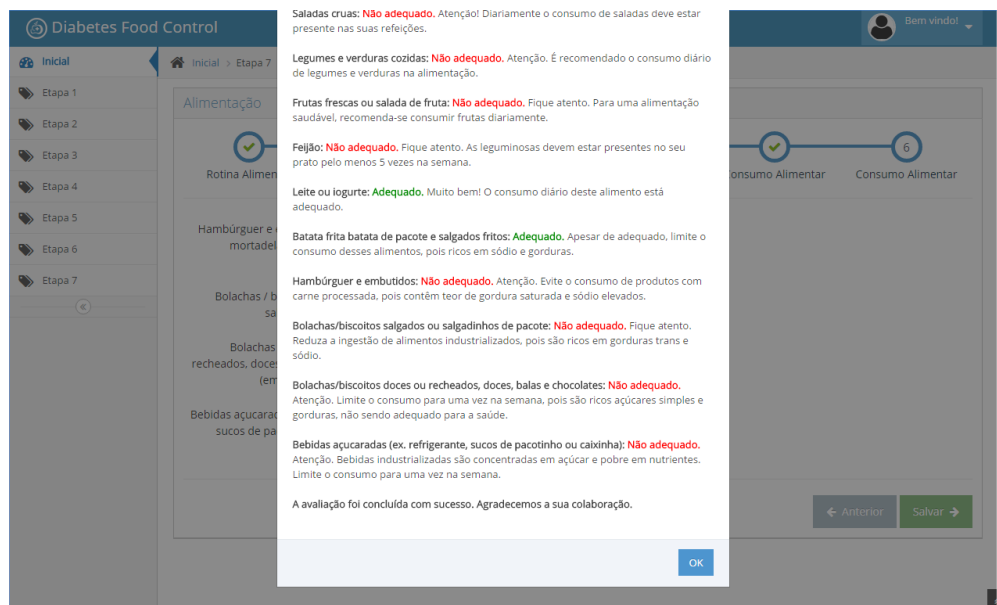 Diabetes Food Control
Bem vindo!
Inicial
Etapa 1
Etapa 2
Etapa 3
Etapa 4
Etapa 5
Etapa 6
Etapa 7
Inicial > Etapa 7
Alimentação
Rotina Alimen
onsumo Alimentar
6
Consumo Alimentar
Hambúrguer e
mortadel
Bolachas / b
sa
Bolachas
recheados, doces
(em
Bebidas açucarad
sucos de pa
Saladas cruas: Não adequado. Atenção! Diariamente o consumo de saladas deve estar
presente nas suas refeições.
Legumes e verduras cozidas: Não adequado. Atenção. É recomendado o consumo diário
de legumes e verduras na alimentação.
Frutas frescas ou salada de fruta: Não adequado. Fique atento. Para uma alimentação
saudável, recomenda-se consumir frutas diariamente.
Feijão: Não adequado. Fique atento. As leguminosas devem estar presentes no seu
prato pelo menos 5 vezes na semana.
Leite ou iogurte: Adequado. Muito bem! O consumo diário deste alimento está
adequado.
Batata frita batata de pacote e salgados fritos: Adequado. Apesar de adequado, limite o
consumo desses alimentos, pois ricos em sódio e gorduras.
Hambúrguer e embutidos: Não adequado. Atenção. Evite o consumo de produtos com
carne processada, pois contêm teor de gordura saturada e sódio elevados.
Bolachas/biscoitos salgados ou salgadinhos de pacote: Não adequado. Fique atento.
Reduza a ingestão de alimentos industrializados, pois são ricos em gorduras trans e
sódio.
Bolachas/biscoitos doces ou recheados, doces, balas e chocolates: Não adequado.
Atenção. Limite o consumo para uma vez na semana, pois são ricos açúcares simples e
gorduras, não sendo adequado para a saúde.
Bebidas açucaradas (ex. refrigerante, sucos de pacotinho ou caixinha): Não adequado.
Atenção. Bebidas industrializadas são concentradas em açúcar e pobre em nutrientes.
Limite o consumo para uma vez na semana.
A avaliação foi concluída com sucesso. Agradecemos a sua colaboração.
Anterior
Salvar
OK